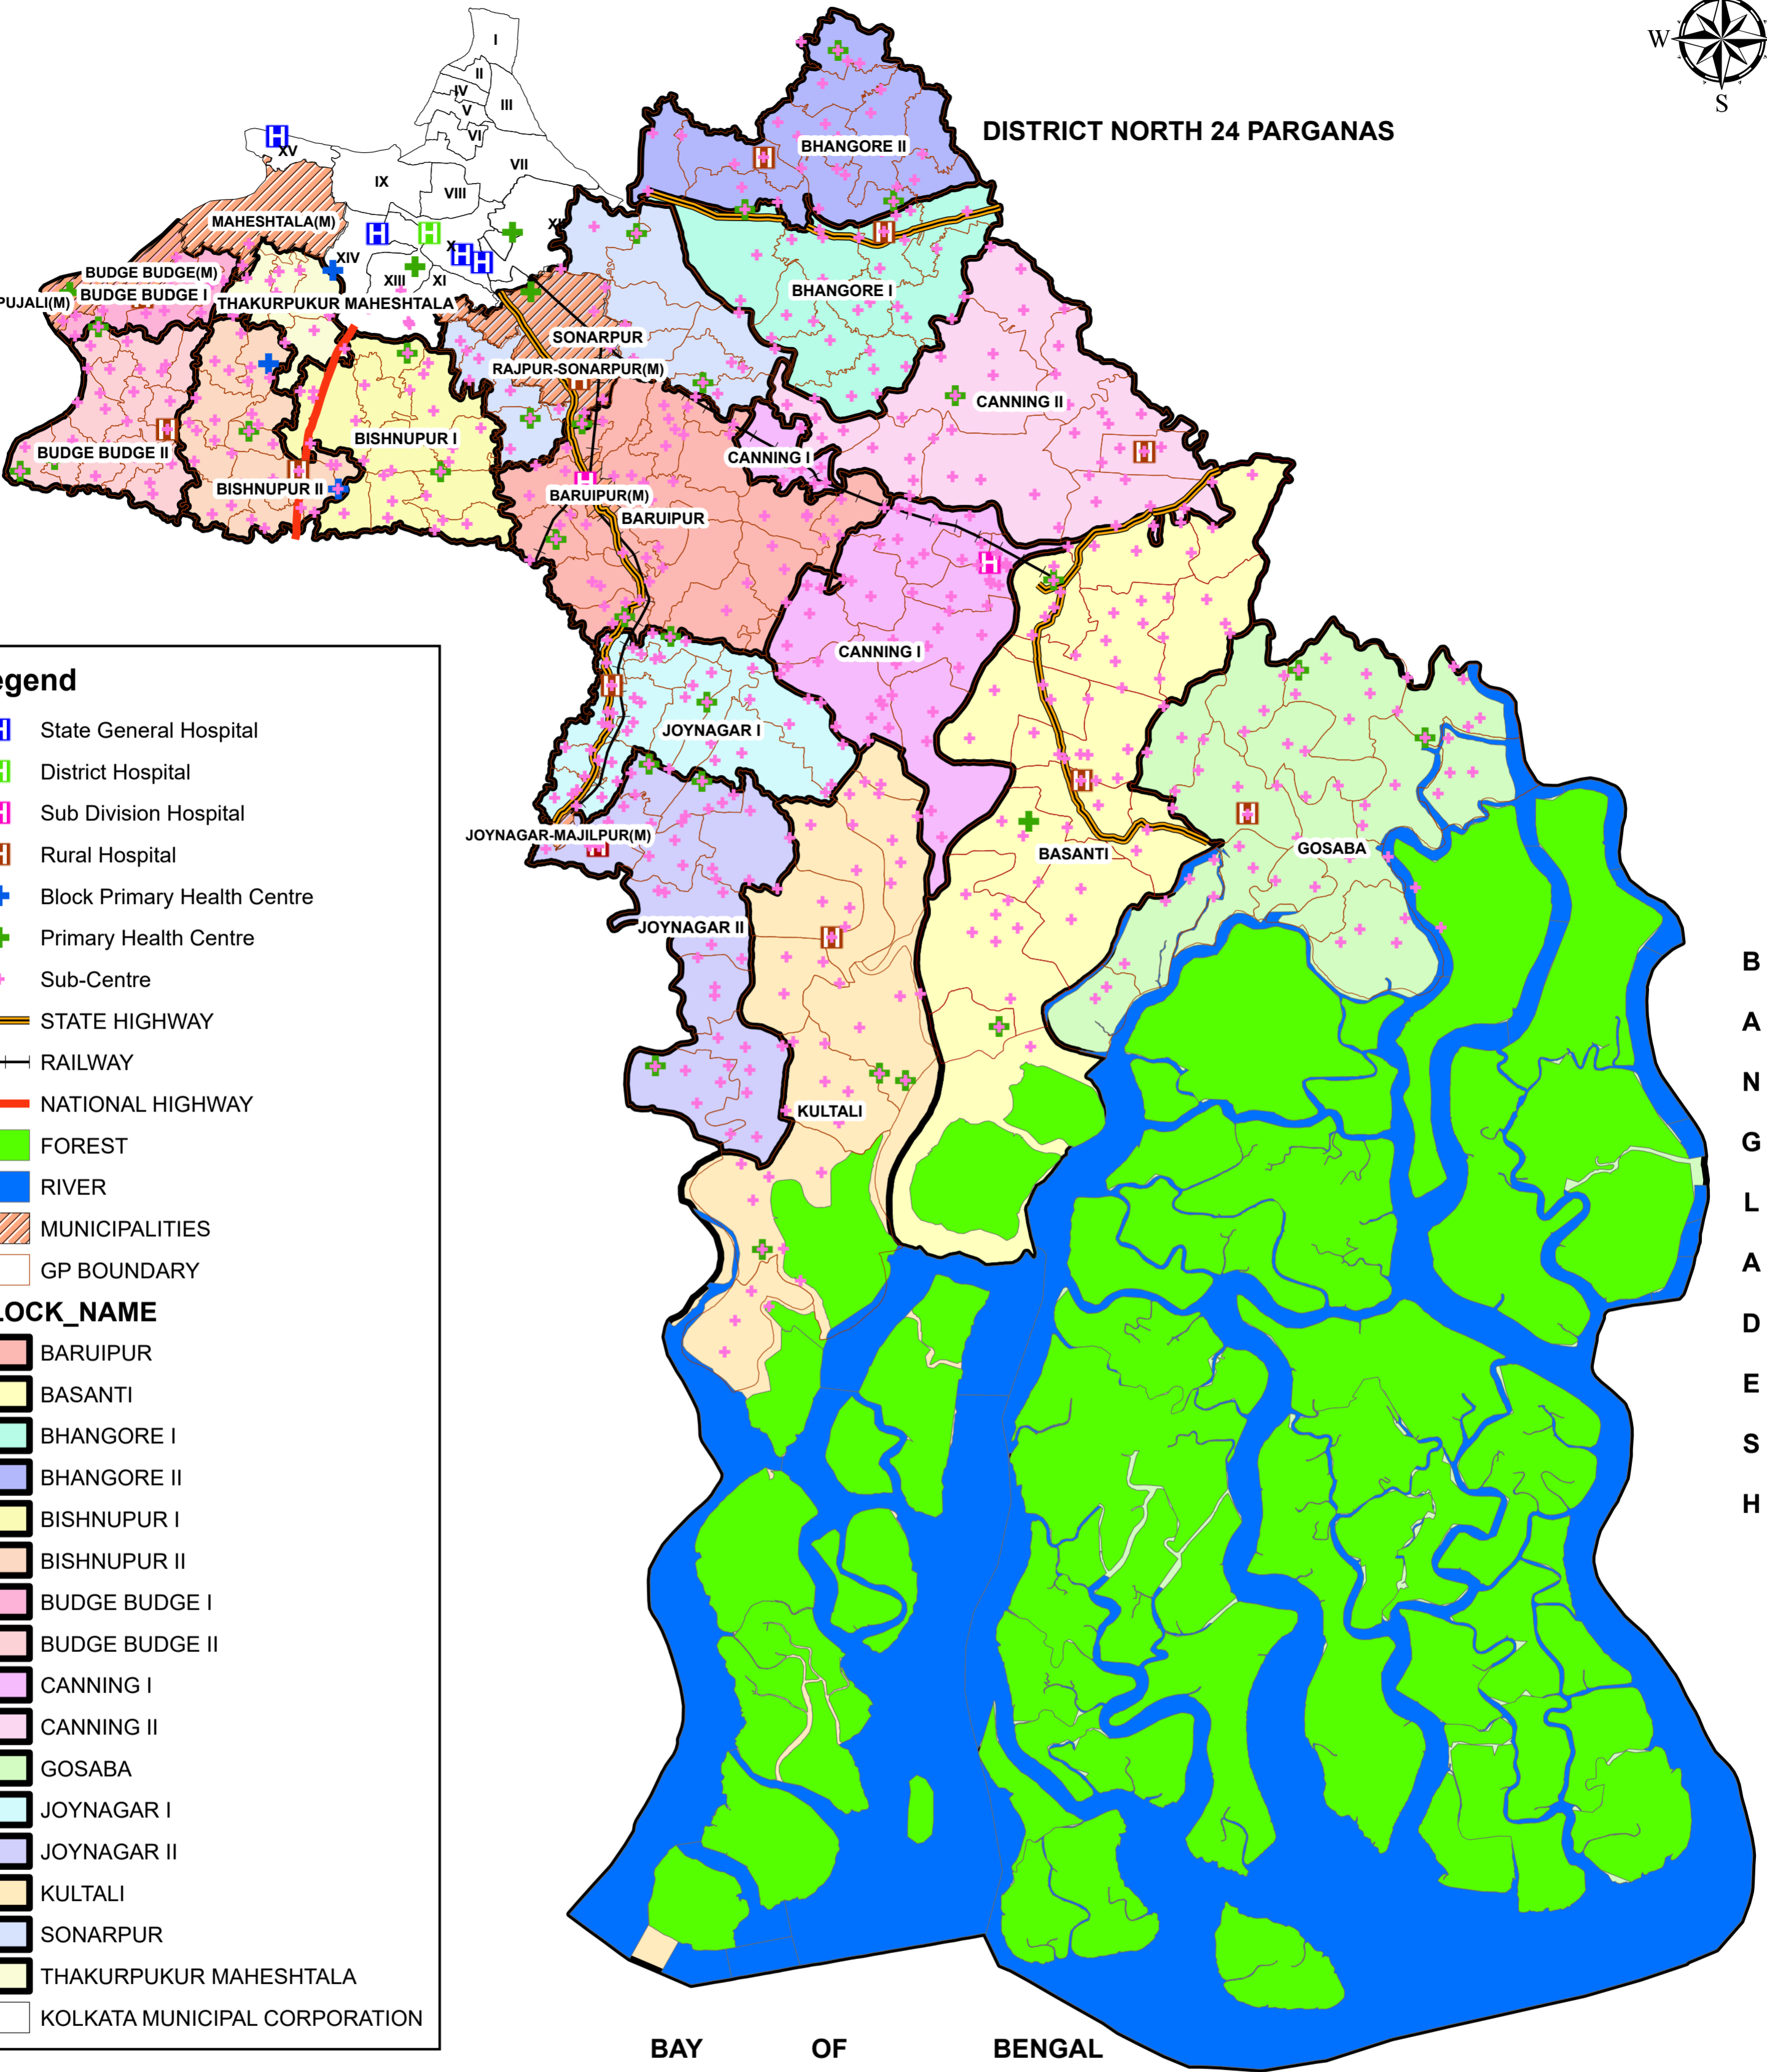 W
S
DISTRICT NORTH 24 PARGANAS
I
II
IV
III
V
VI
VII
XV
IX
VIII
X
XIV
XIII
XI
BHANGORE II
MAHESHTALA(M)
BUDGE BUDGE(M)
PUJALI(M)
BUDGE BUDGE I
THAKURPUKUR MAHESHTALA
BHANGORE I
SONARPUR
RAJPUR-SONARPUR(M)
CANNING II
BISHNUPUR I
BUDGE BUDGE II
CANNING I
BISHNUPUR II
BARUIPUR(M)
BARUIPUR
CANNING I
JOYNAGAR I
JOYNAGAR-MAJILPUR(M)
BASANTI
GOSABA
JOYNAGAR II
KULTALI
BANGLADESH
BAY OF BENGAL
egend
H State General Hospital
H District Hospital
H Sub Division Hospital
H Rural Hospital
Block Primary Health Centre
Primary Health Centre
Sub-Centre
STATE HIGHWAY
RAILWAY
NATIONAL HIGHWAY
FOREST
RIVER
MUNICIPALITIES
GP BOUNDARY
LOCK_NAME
BARUIPUR
BASANTI
BHANGORE I
BHANGORE II
BISHNUPUR I
BISHNUPUR II
BUDGE BUDGE I
BUDGE BUDGE II
CANNING I
CANNING II
GOSABA
JOYNAGAR I
JOYNAGAR II
KULTALI
SONARPUR
THAKURPUKUR MAHESHTALA
KOLKATA MUNICIPAL CORPORATION